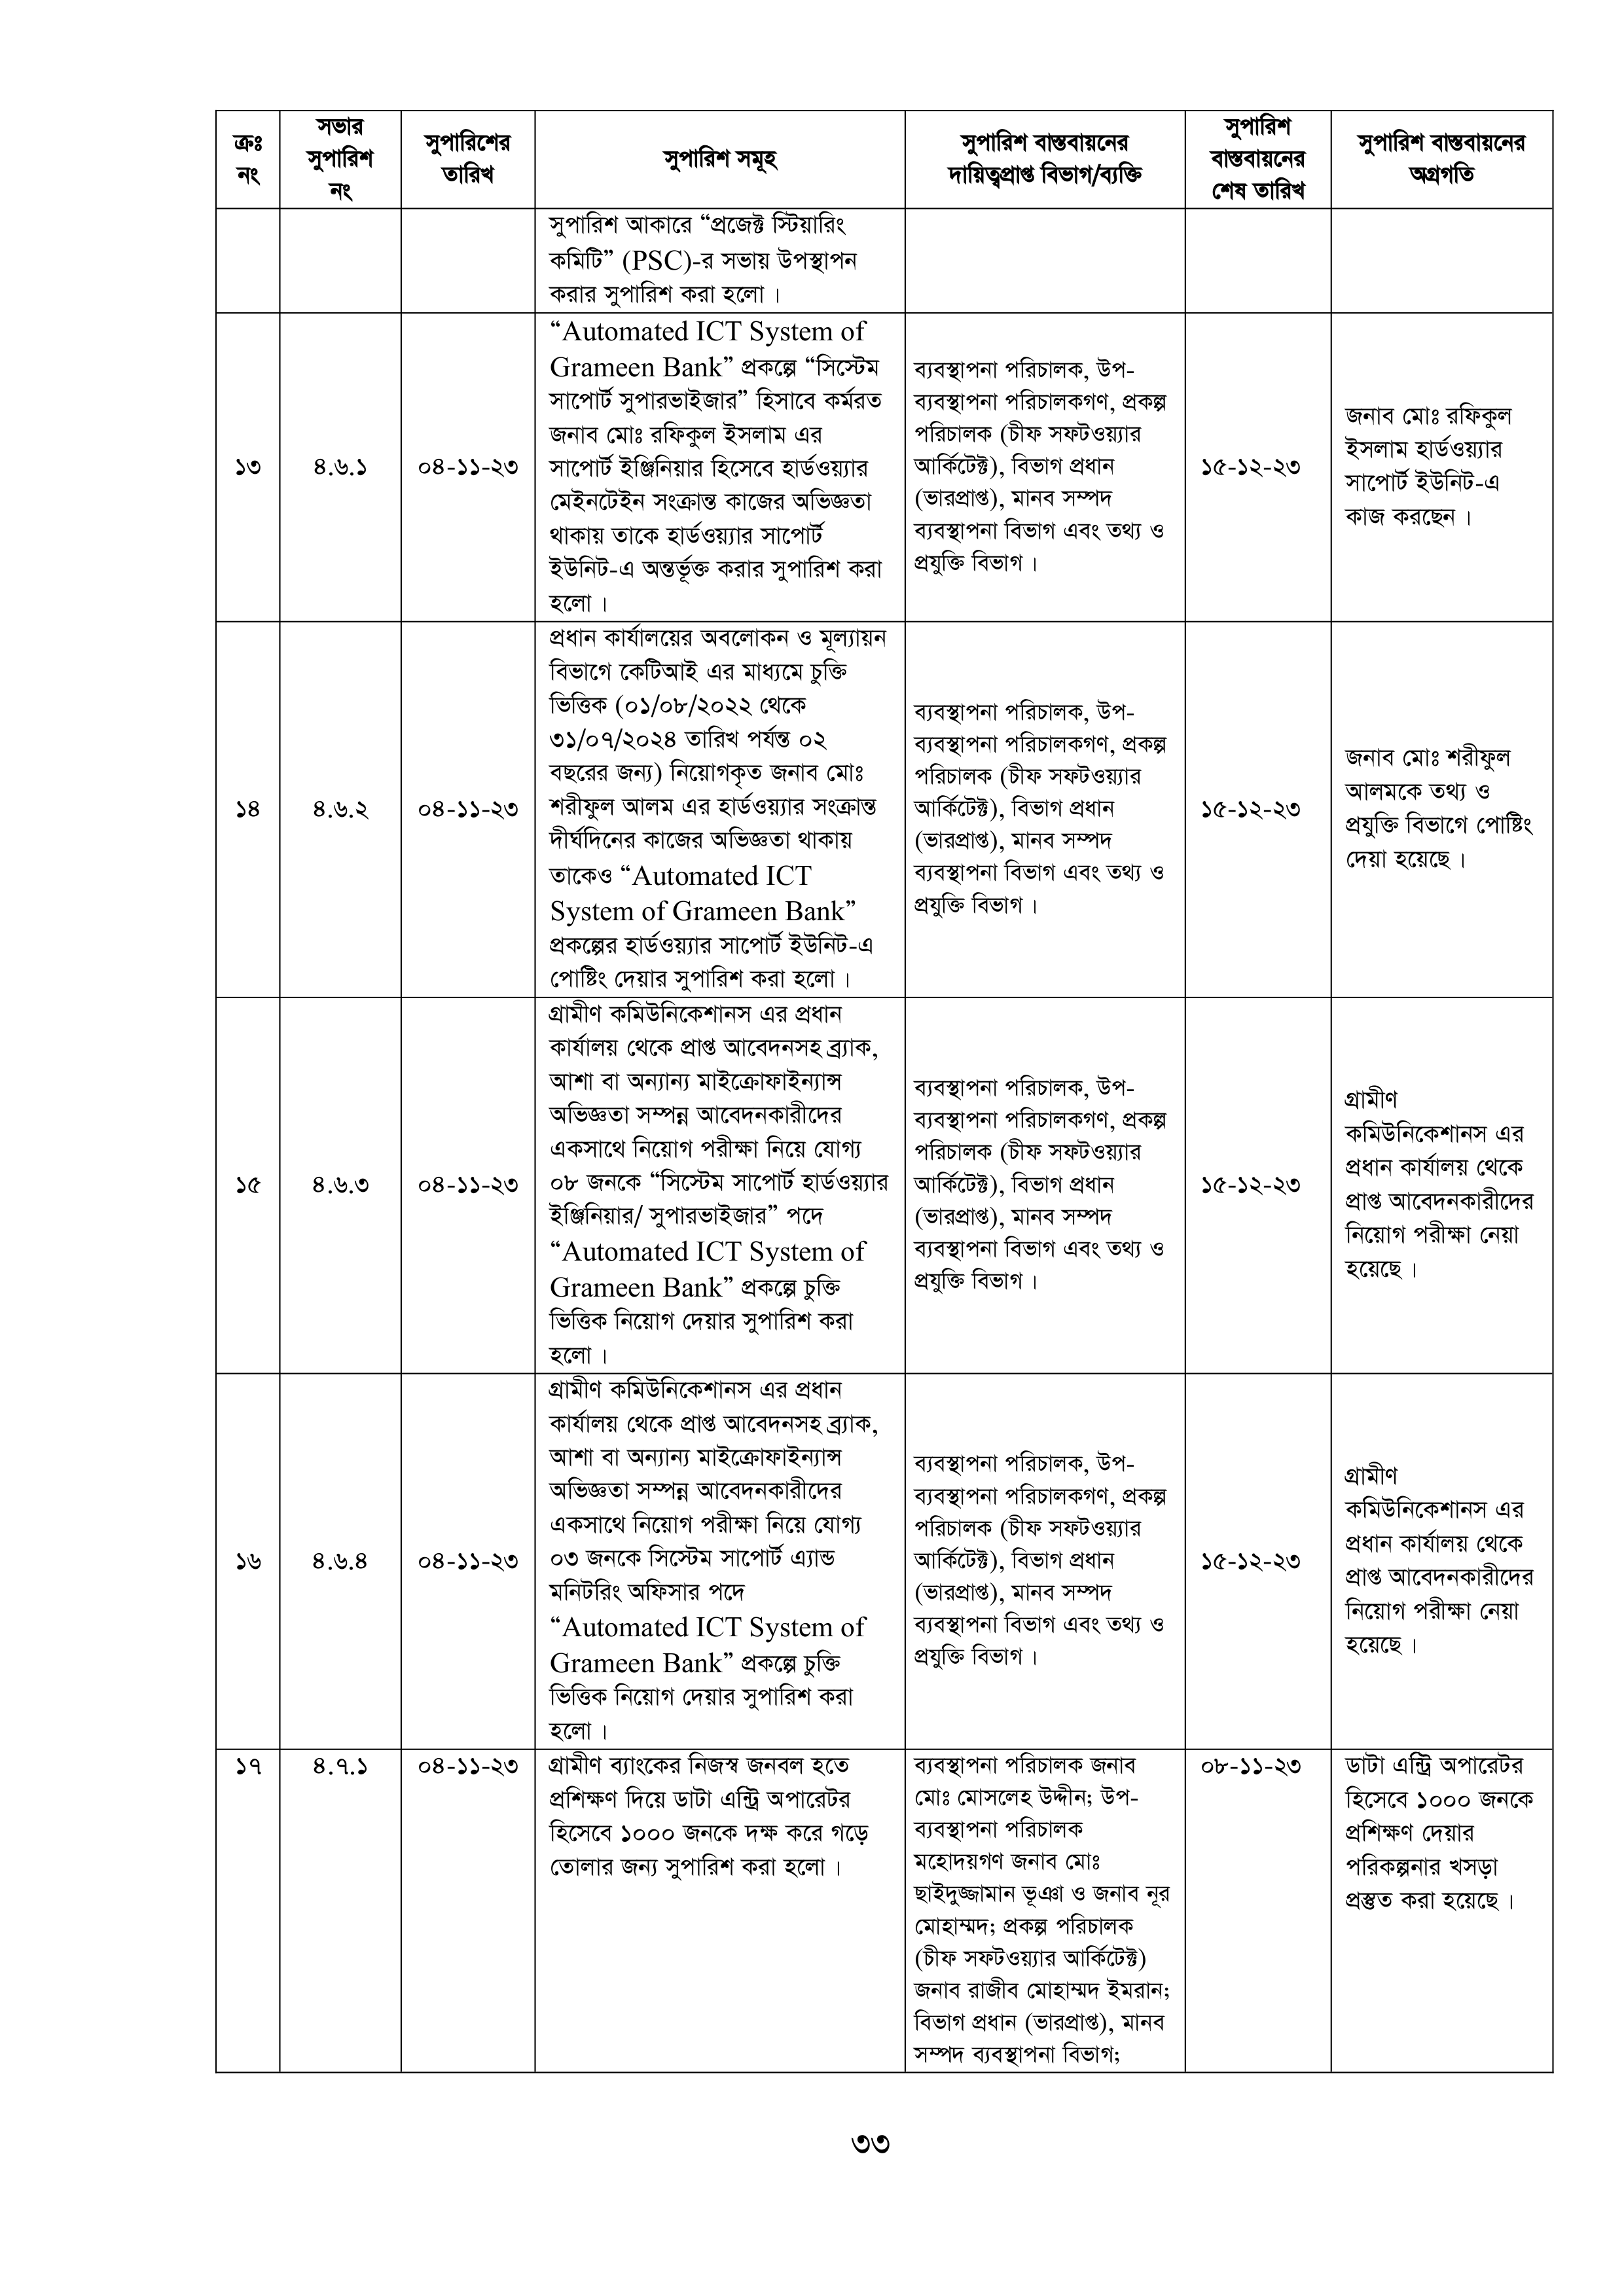 ক্রঃ
নং
সভার
সুপারিশ
নং
সুপারিশের
তারিখ
সুপারিশ সমূহ
সুপারিশ বাস্তবায়নের
দায়িত্বপ্রাপ্ত বিভাগ/ব্যক্তি
সুপারিশ
বাস্তবায়নের
শেষ তারিখ
সুপারিশ বাস্তবায়নের
অগ্রগতি
সুপারিশ আকারে “প্রজেক্ট স্টিয়ারিং
কমিটি” (PSC)-র সভায় উপস্থাপন
করার সুপারিশ করা হলো।
১৩
৪.৬.১
০৪-১১-২৩
“Automated ICT System of
Grameen Bank” প্রকল্পে “সিস্টেম
সাপোর্ট সুপারভাইজার” হিসাবে কর্মরত
জনাব মোঃ রফিকুল ইসলাম এর
সাপোর্ট ইঞ্জিনিয়ার হিসেবে হার্ডওয়্যার
মেইনটেইন সংক্রান্ত কাজের অভিজ্ঞতা
থাকায় তাকে হার্ডওয়্যার সাপোর্ট
ইউনিট-এ অন্তর্ভূক্ত করার সুপারিশ করা
হলো।
ব্যবস্থাপনা পরিচালক, উপ-
ব্যবস্থাপনা পরিচালকগণ, প্রকল্প
পরিচালক (চীফ সফটওয়্যার
আর্কিটেক্ট), বিভাগ প্রধান
(ভারপ্রাপ্ত), মানব সম্পদ
ব্যবস্থাপনা বিভাগ এবং তথ্য ও
প্রযুক্তি বিভাগ।
১৫-১২-২৩
জনাব মোঃ রফিকুল
ইসলাম হার্ডওয়্যার
সাপোর্ট ইউনিট-এ
কাজ করছেন।
১৪
৪.৬.২
০৪-১১-২৩
প্রধান কার্যালয়ের অবলোকন ও মূল্যায়ন
বিভাগে কেটিআই এর মাধ্যমে চুক্তি
ভিত্তিক (০১/০৮/২০২২ থেকে
৩১/০৭/২০২৪ তারিখ পর্যন্ত ০২
বছরের জন্য) নিয়োগকৃত জনাব মোঃ
শরীফুল আলম এর হার্ডওয়্যার সংক্রান্ত
দীর্ঘদিনের কাজের অভিজ্ঞতা থাকায়
তাকেও “Automated ICT
System of Grameen Bank”
প্রকল্পের হার্ডওয়্যার সাপোর্ট ইউনিট-এ
পোষ্টিং দেয়ার সুপারিশ করা হলো।
ব্যবস্থাপনা পরিচালক, উপ-
ব্যবস্থাপনা পরিচালকগণ, প্রকল্প
পরিচালক (চীফ সফটওয়্যার
আর্কিটেক্ট), বিভাগ প্রধান
(ভারপ্রাপ্ত), মানব সম্পদ
ব্যবস্থাপনা বিভাগ এবং তথ্য ও
প্রযুক্তি বিভাগ।
১৫-১২-২৩
জনাব মোঃ শরীফুল
আলমকে তথ্য ও
প্রযুক্তি বিভাগে পোষ্টিং
দেয়া হয়েছে।
১৫
৪.৬.৩
০৪-১১-২৩
গ্রামীণ কমিউনিকেশানস এর প্রধান
কার্যালয় থেকে প্রাপ্ত আবেদনসহ ব্র্যাক,
আশা বা অন্যান্য মাইক্রোফাইন্যান্স
অভিজ্ঞতা সম্পন্ন আবেদনকারীদের
একসাথে নিয়োগ পরীক্ষা নিয়ে যোগ্য
০৮ জনকে “সিস্টেম সাপোর্ট হার্ডওয়্যার
ইঞ্জিনিয়ার/ সুপারভাইজার” পদে
“Automated ICT System of
Grameen Bank” প্রকল্পে চুক্তি
ভিত্তিক নিয়োগ দেয়ার সুপারিশ করা
হলো।
ব্যবস্থাপনা পরিচালক, উপ-
ব্যবস্থাপনা পরিচালকগণ, প্রকল্প
পরিচালক (চীফ সফটওয়্যার
আর্কিটেক্ট), বিভাগ প্রধান
(ভারপ্রাপ্ত), মানব সম্পদ
ব্যবস্থাপনা বিভাগ এবং তথ্য ও
প্রযুক্তি বিভাগ।
১৫-১২-২৩
গ্রামীণ
কমিউনিকেশানস এর
প্রধান কার্যালয় থেকে
প্রাপ্ত আবেদনকারীদের
নিয়োগ পরীক্ষা নেয়া
হয়েছে।
১৬
৪.৬.৪
০৪-১১-২৩
গ্রামীণ কমিউনিকেশানস এর প্রধান
কার্যালয় থেকে প্রাপ্ত আবেদনসহ ব্র্যাক,
আশা বা অন্যান্য মাইক্রোফাইন্যান্স
অভিজ্ঞতা সম্পন্ন আবেদনকারীদের
একসাথে নিয়োগ পরীক্ষা নিয়ে যোগ্য
০৩ জনকে সিস্টেম সাপোর্ট এ্যান্ড
মনিটরিং অফিসার পদে
“Automated ICT System of
Grameen Bank” প্রকল্পে চুক্তি
ভিত্তিক নিয়োগ দেয়ার সুপারিশ করা
হলো।
ব্যবস্থাপনা পরিচালক, উপ-
ব্যবস্থাপনা পরিচালকগণ, প্রকল্প
পরিচালক (চীফ সফটওয়্যার
আর্কিটেক্ট), বিভাগ প্রধান
(ভারপ্রাপ্ত), মানব সম্পদ
ব্যবস্থাপনা বিভাগ এবং তথ্য ও
প্রযুক্তি বিভাগ।
১৫-১২-২৩
গ্রামীণ
কমিউনিকেশানস এর
প্রধান কার্যালয় থেকে
প্রাপ্ত আবেদনকারীদের
নিয়োগ পরীক্ষা নেয়া
হয়েছে।
১৭
৪.৭.১
০৪-১১-২৩
গ্রামীণ ব্যাংকের নিজস্ব জনবল হতে
প্রশিক্ষণ দিয়ে ডাটা এন্ট্রি অপারেটর
হিসেবে ১০০০ জনকে দক্ষ করে গড়ে
তোলার জন্য সুপারিশ করা হলো।
ব্যবস্থাপনা পরিচালক জনাব
মোঃ মোসলেহ উদ্দীন; উপ-
ব্যবস্থাপনা পরিচালক
মহোদয়গণ জনাব মোঃ
ছাইদুজ্জামান ভূঞা ও জনাব নূর
মোহাম্মদ; প্রকল্প পরিচালক
(চীফ সফটওয়্যার আর্কিটেক্ট)
জনাব রাজীব মোহাম্মদ ইমরান;
বিভাগ প্রধান (ভারপ্রাপ্ত), মানব
সম্পদ ব্যবস্থাপনা বিভাগ;
০৮-১১-২৩
ডাটা এন্ট্রি অপারেটর
হিসেবে ১০০০ জনকে
প্রশিক্ষণ দেয়ার
পরিকল্পনার খসড়া
প্রস্তুত করা হয়েছে।
৩৩